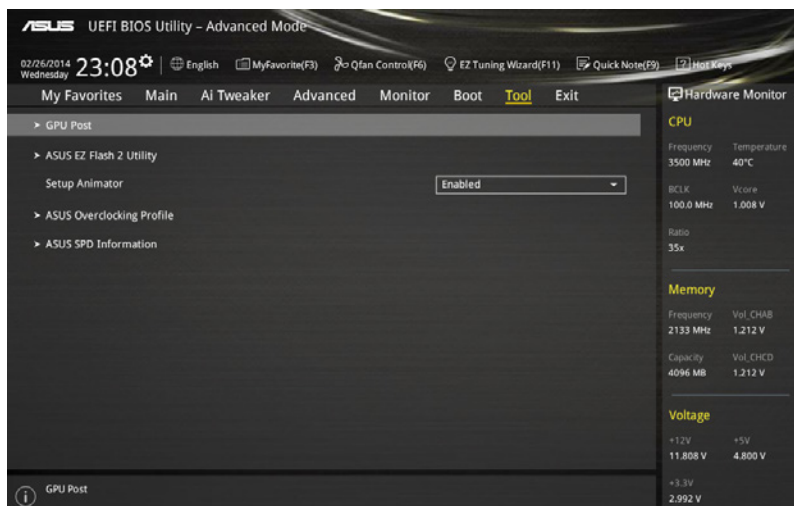 ASUS UEFI BIOS Utility – Advanced Mode
02/26/2014
Wednesday
23:08
English
MyFavorite(F3)
Qfan Control(F6)
EZ Tuning Wizard(F11)
Quick Note(F9)
? Hot Keys
My Favorites Main Ai Tweaker Advanced Monitor Boot Tool Exit
Hardware Monitor
> GPU Post
> ASUS EZ Flash 2 Utility
Setup Animator Enabled
> ASUS Overclocking Profile
> ASUS SPD Information
CPU
Frequency Temperature
3500 MHz 40°C
BCLK Vcore
100.0 MHz 1.008 V
Ratio
35x
Memory
Frequency Vol_CHAB
2133 MHz 1.212 V
Capacity Vol_CHCD
4096 MB 1.212 V
Voltage
+12V +5V
11.808 V 4.800 V
+3.3V
2.992 V
i GPU Post